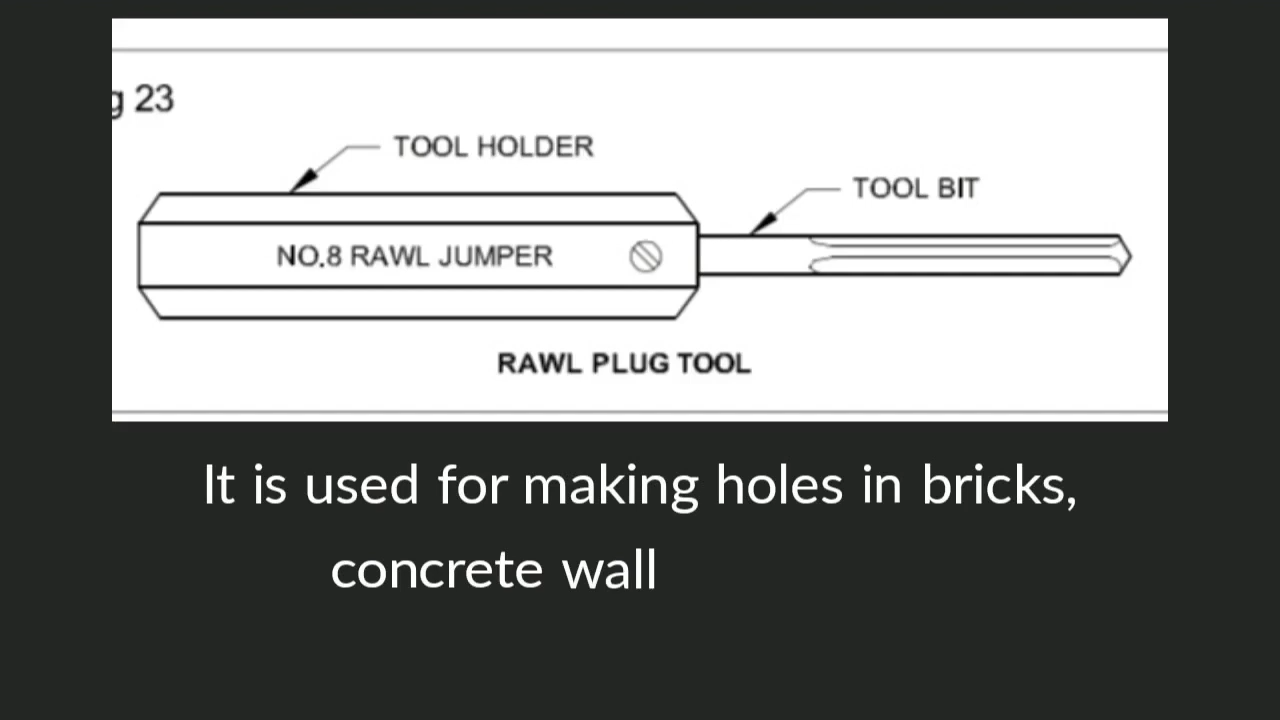 g 23
TOOL HOLDER
TOOL BIT
NO.8 RAWL JUMPER
RAWL PLUG TOOL
It is used for making holes in bricks,
concrete wall